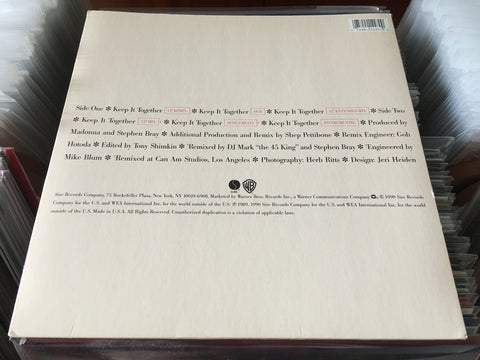 Side One ✽ Keep It Together 12" REMIX ✽ Keep It Together DUB ✽ Keep It Together 12" EXTENDED MIX ✽ Side Two
✽ Keep It Together 12" MIX ✽ Keep It Together BONUS BEATS ✽ Keep It Together INSTRUMENTAL ✽ Produced by
Madonna and Stephen Bray ✽ Additional Production and Remix by Shep Pettibone ✽ Remix Engineer: Goh
Hotoda ✽ Edited by Tony Shimkin ✽ 'Remixed by DJ Mark "the 45 King" and Stephen Bray ✽ 'Engineered by
Mike Blum ✽ 'Remixed at Can Am Studios, Los Angeles ✽ Photography: Herb Ritts ✽ Design: Jeri Heiden
Sire Records Company, 75 Rockefeller Plaza, New York, NY 10019-6908. Marketed by Warner Bros. Records Inc., a Warner Communications Company ©1990 Sire Records
Company for the U.S. and WEA International Inc. for the world outside of the U.S. ℗ 1989, 1990 Sire Records Company for the U.S. and WEA International Inc. for the world
outside of the U.S. Made in U.S.A. All Rights Reserved. Unauthorized duplication is a violation of applicable laws.